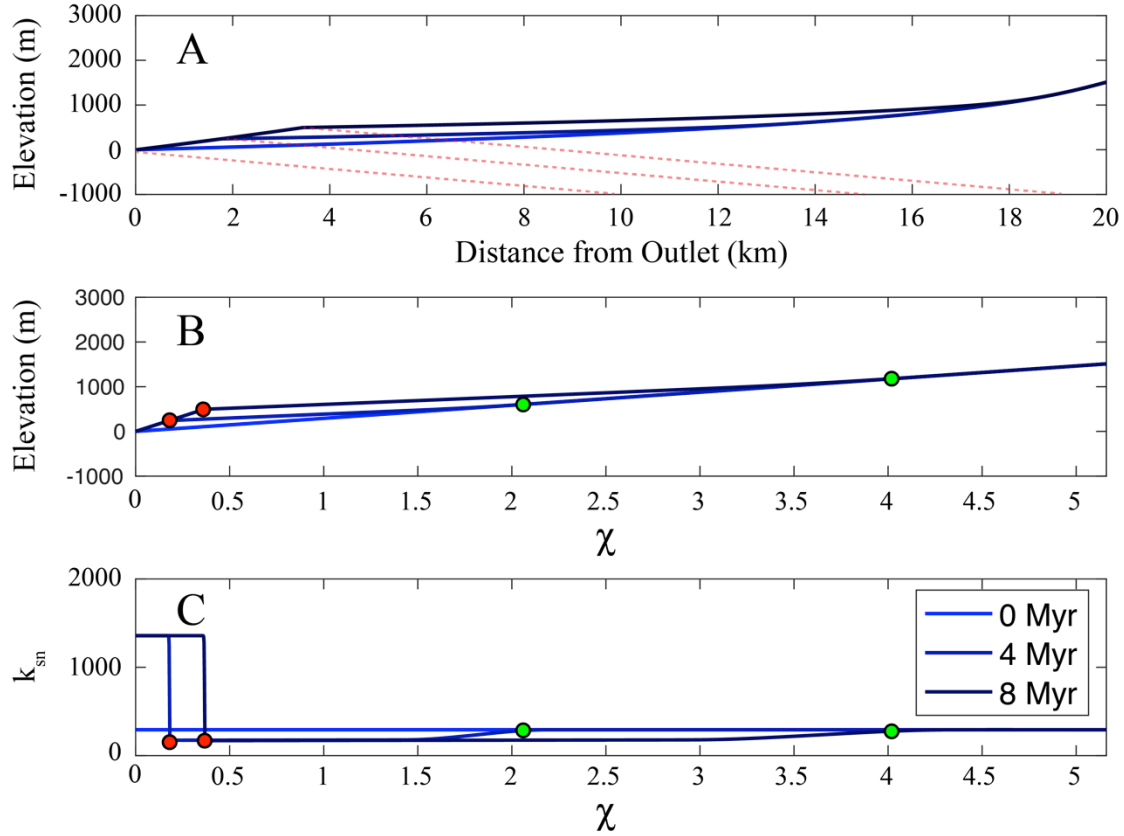 A
Elevation (m)
3000
2000
1000
0
-1000
0 2 4 6 8 10 12 14 16 18 20
Distance from Outlet (km)
B
Elevation (m)
3000
2000
1000
0
-1000
0 0.5 1 1.5 2 2.5 3 3.5 4 4.5 5
χ
C
ksn
2000
1000
0
0 Myr
4 Myr
8 Myr
0 0.5 1 1.5 2 2.5 3 3.5 4 4.5 5
χ